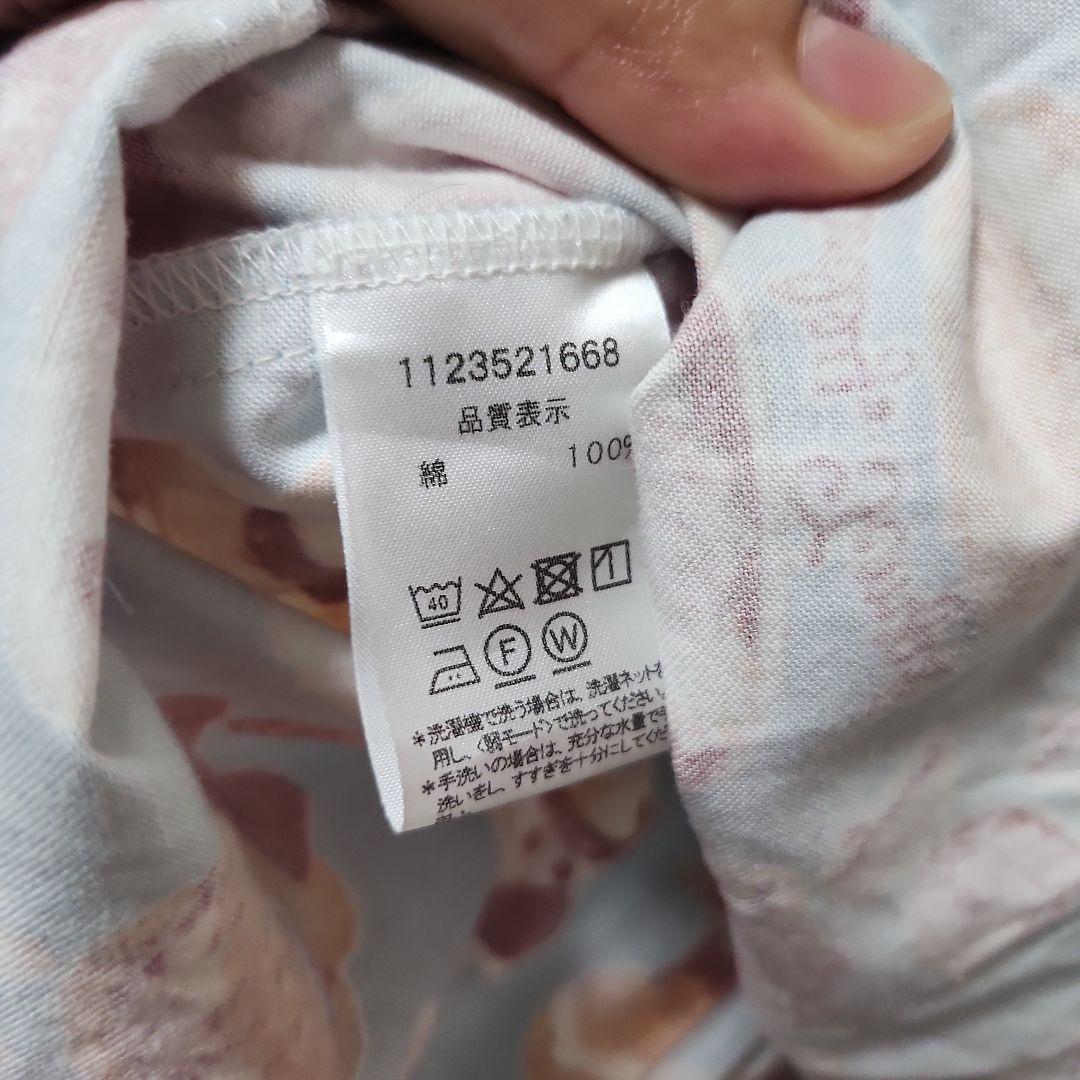 1123521668
品質表示
綿 100%
40
F W
*洗濯機で洗う場合は、洗濯ネットを
用し、〈弱モード〉で洗ってください。
*手洗いの場合は、充分な水量で
洗いをし、すすぎを十分にしてくだ